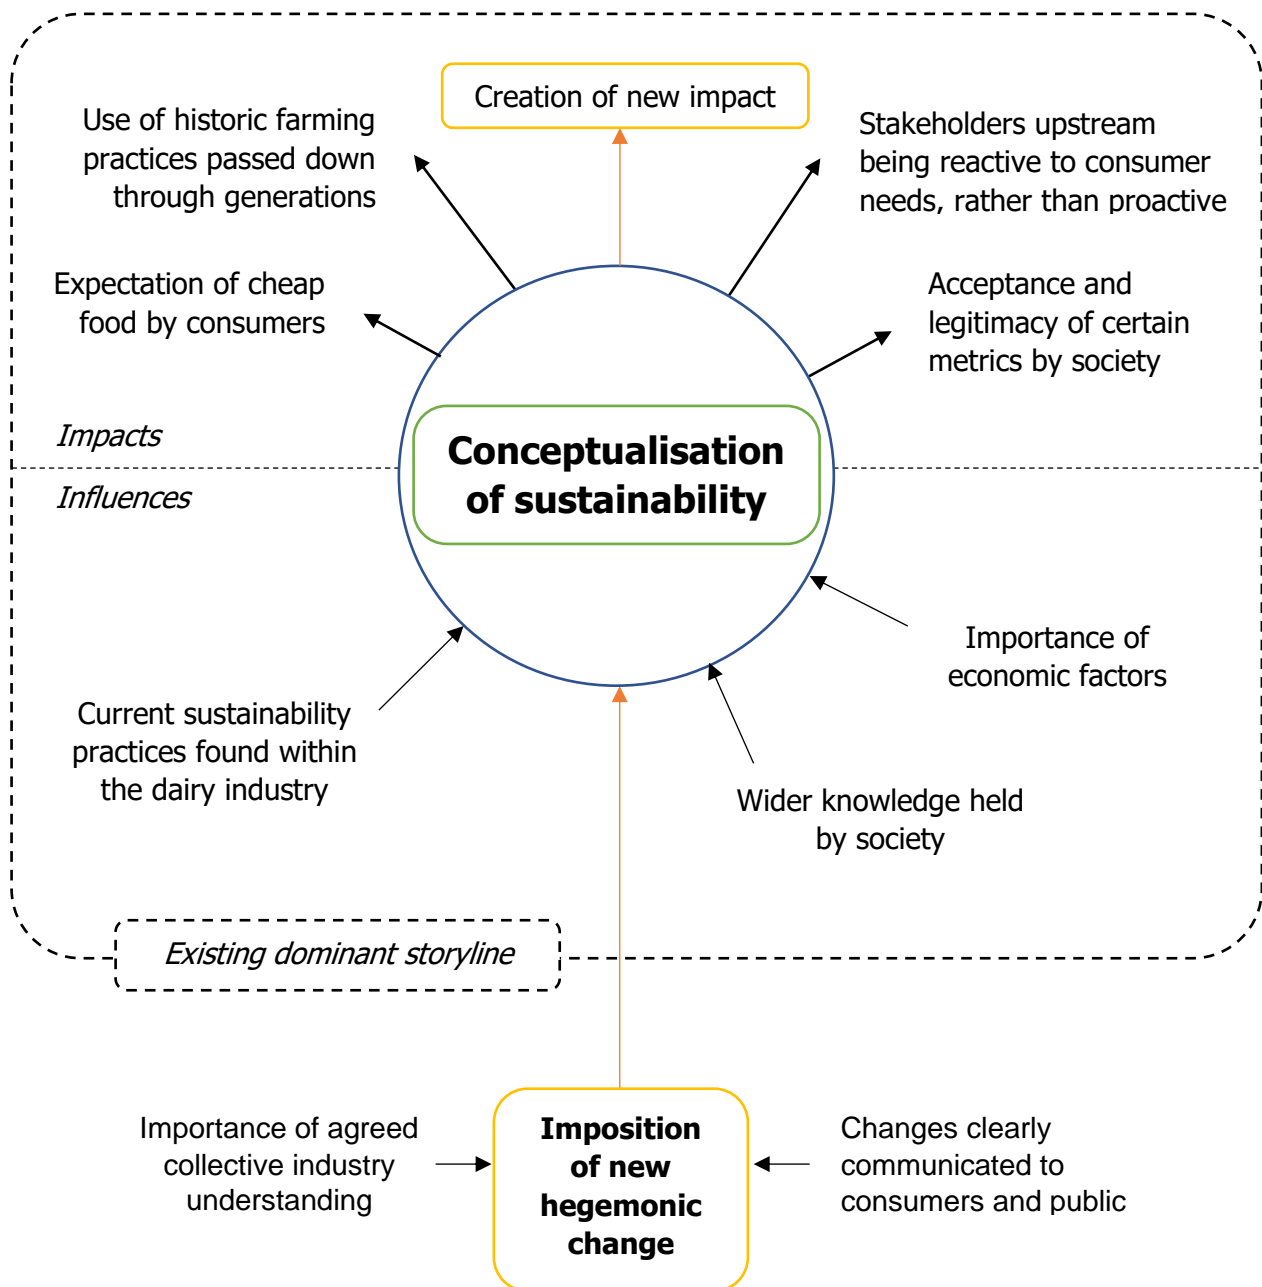 Creation of new impact
Use of historic farming
practices passed down
through generations
Stakeholders upstream
being reactive to consumer
needs, rather than proactive
Expectation of cheap
food by consumers
Acceptance and
legitimacy of certain
metrics by society
Impacts
Influences
Conceptualisation
of sustainability
Importance of
economic factors
Current sustainability
practices found within
the dairy industry
Wider knowledge held
by society
Existing dominant storyline
Importance of agreed
collective industry
understanding
Imposition
of new
hegemonic
change
Changes clearly
communicated to
consumers and public